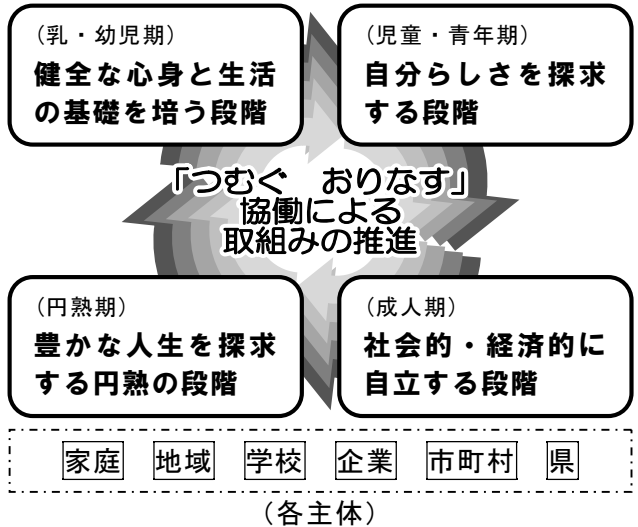 （乳・幼児期）
健全な心身と生活
の基礎を培う段階
（児童・青年期）
自分らしさを探求
する段階
「つむぐ　おりなす」
協働による
取組みの推進
（円熟期）
豊かな人生を探求
する円熟の段階
（成人期）
社会的・経済的に
自立する段階
家庭　地域　学校　企業　市町村　県
（各主体）